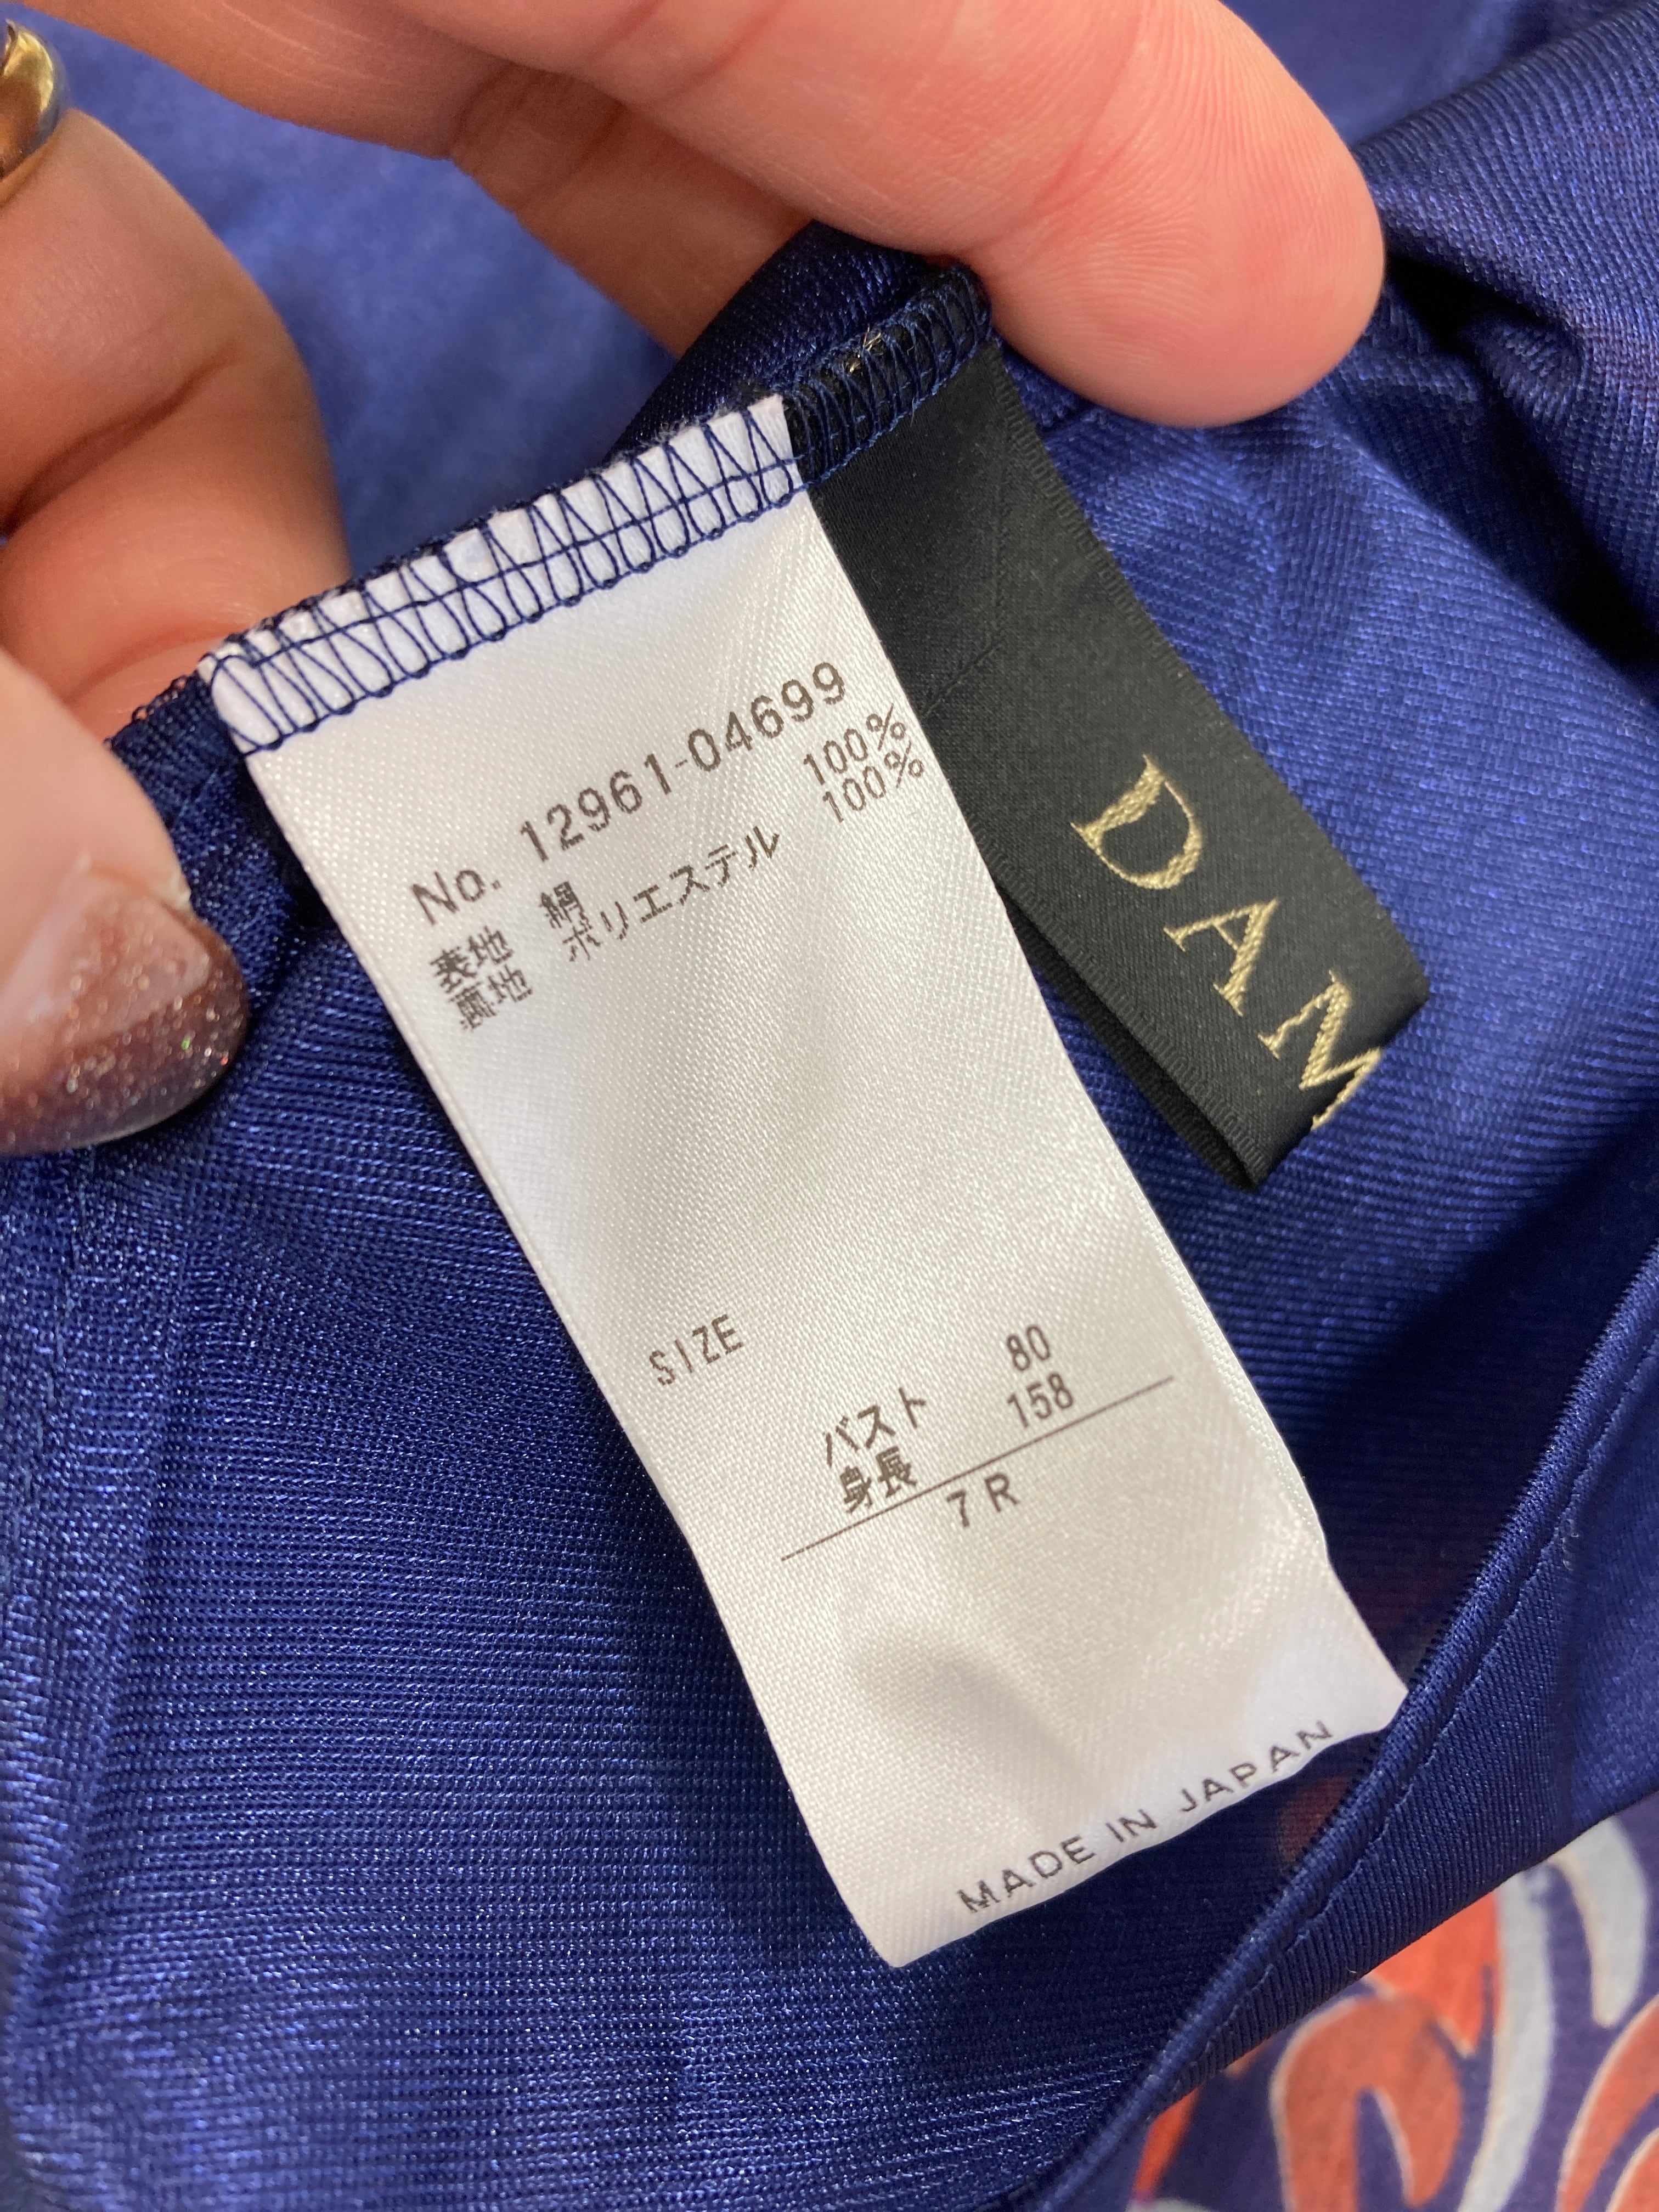 No. 12961-04699
表地 絹 100%
裏地 ポリエステル 100%
SIZE
バスト 80
身長 158
7R
MADE IN JAPAN
DAM